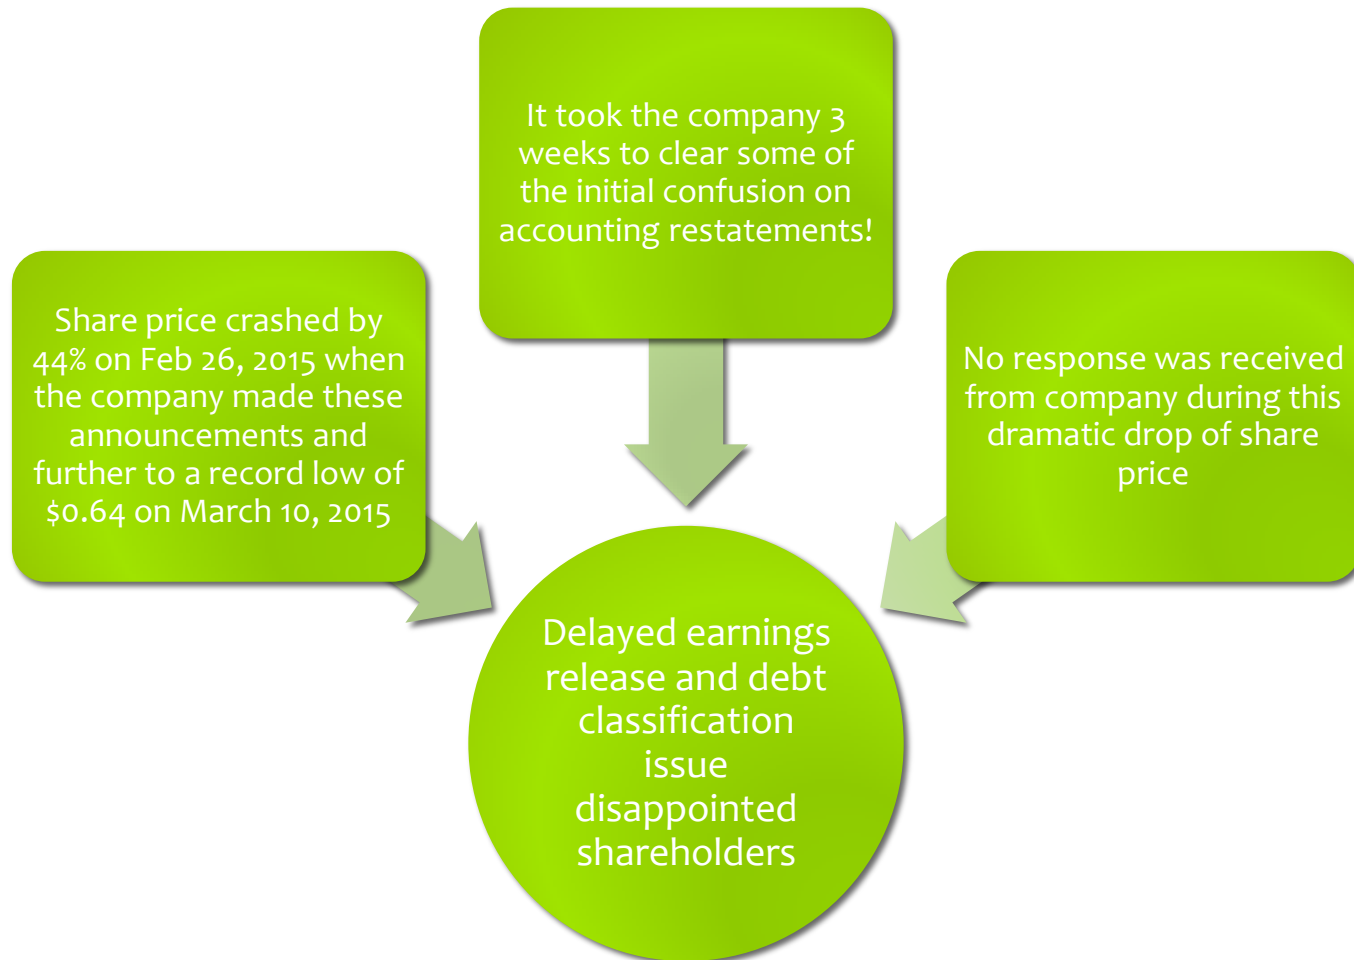 It took the company 3
weeks to clear some of
the initial confusion on
accounting restatements!
Share price crashed by
44% on Feb 26, 2015 when
the company made these
announcements and
further to a record low of
$0.64 on March 10, 2015
No response was received
from company during this
dramatic drop of share
price
Delayed earnings
release and debt
classification
issue
disappointed
shareholders